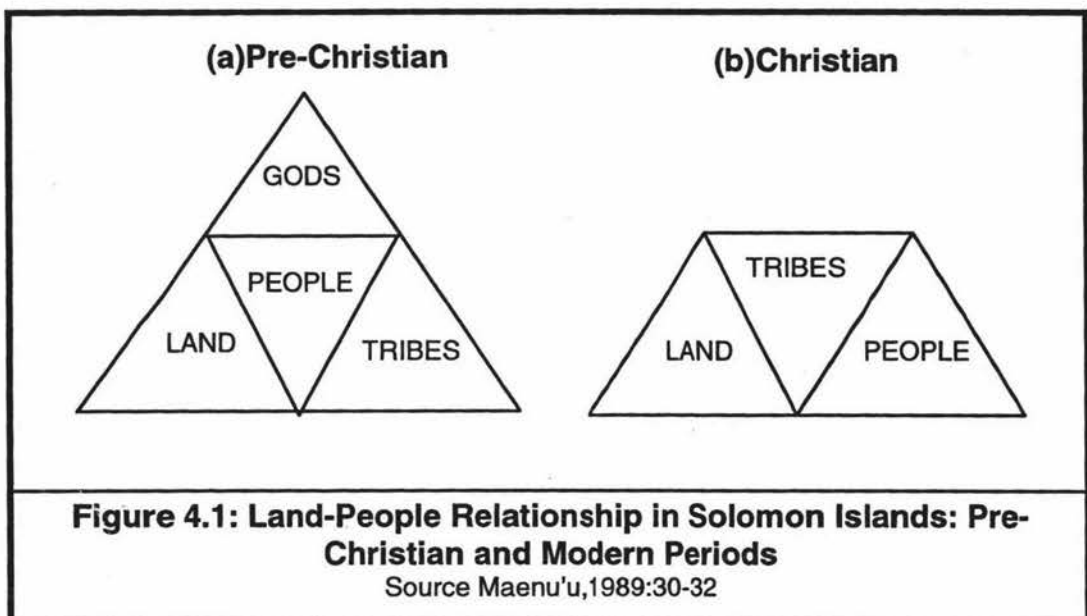 (a)Pre-Christian
(b)Christian
GODS
PEOPLE
LAND
TRIBES
TRIBES
LAND
PEOPLE
Figure 4.1: Land-People Relationship in Solomon Islands: Pre-
Christian and Modern Periods
Source Maenu'u,1989:30-32